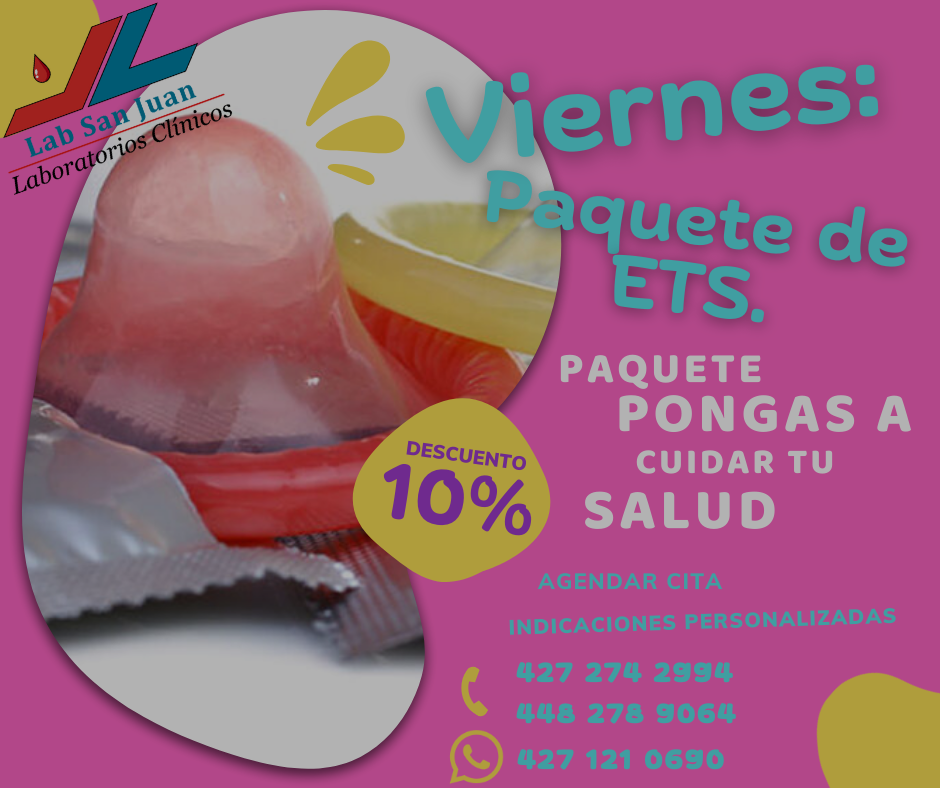 Lab San Juan
Laboratorios Clínicos
Viernes:
Paquete de
ETS.
PAQUETE
PONGAS A
CUIDAR TU
SALUD
DESCUENTO
10%
AGENDAR CITA
INDICACIONES PERSONALIZADAS
427 274 2994
448 278 9064
427 121 0690